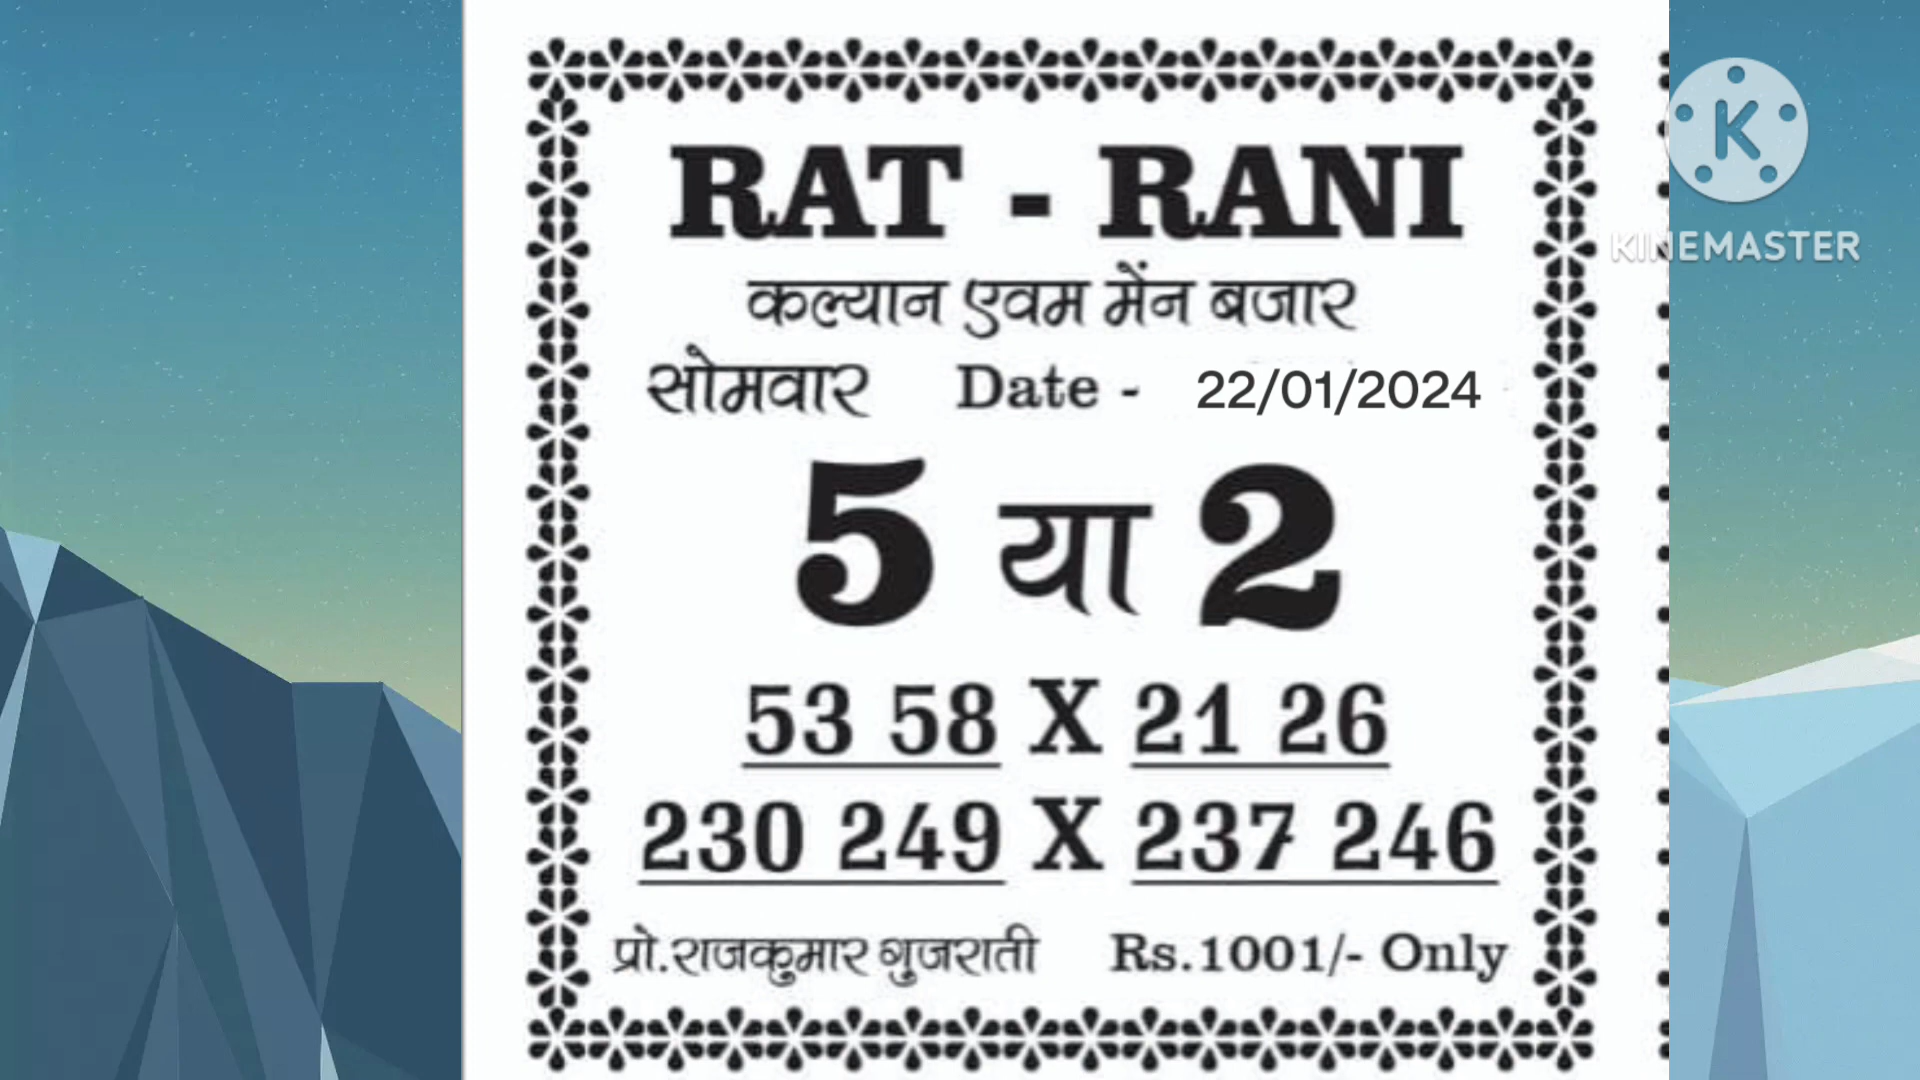 RAT - RANI
कल्यान एवम मेंन बजार
सोमवार Date - 22/01/2024
5 या 2
53 58 X 21 26
230 249 X 237 246
प्रो.राजकुमार गुजराती Rs.1001/- Only
K
KINEMASTER